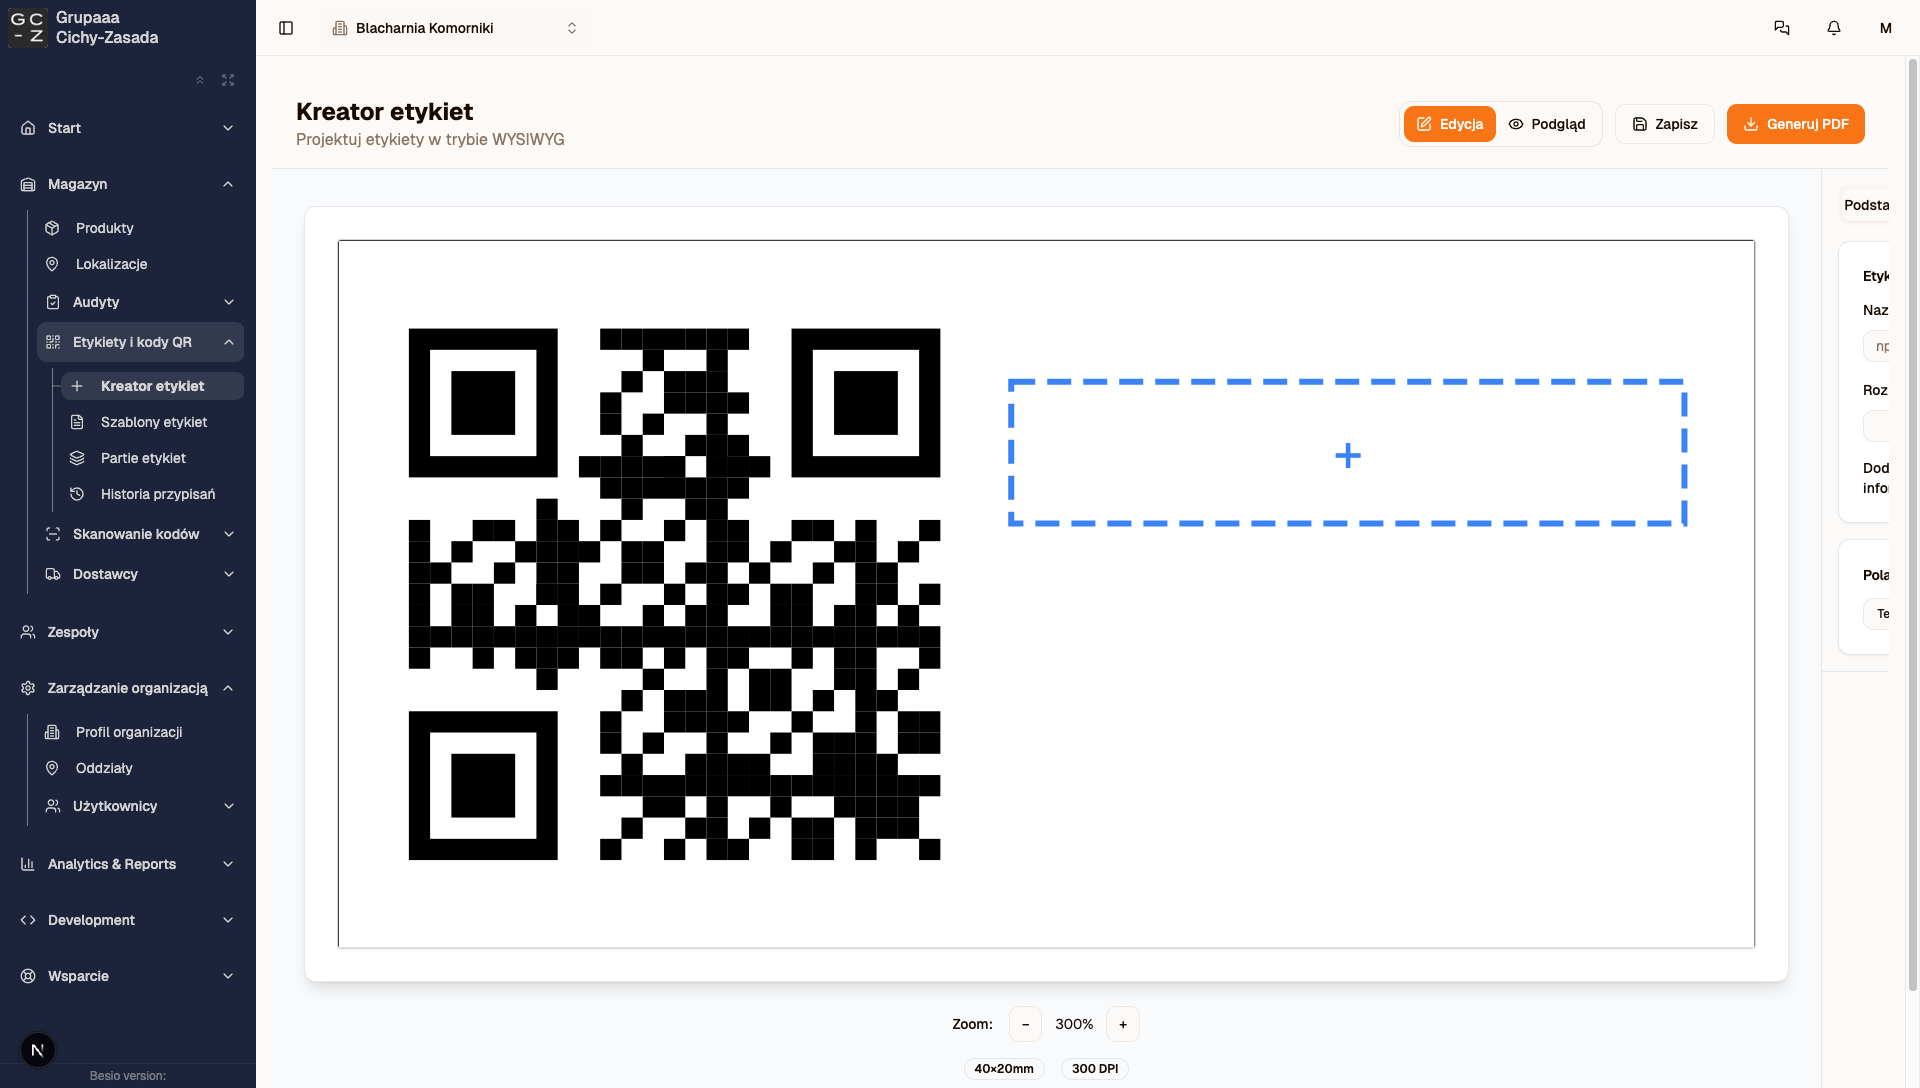 GC
-Z
Grupaaa
Cichy-Zasada
Start
Magazyn
Produkty
Lokalizacje
Audyty
Etykiety i kody QR
Kreator etykiet
Szablony etykiet
Partie etykiet
Historia przypisań
Skanowanie kodów
Dostawcy
Zespoły
Zarządzanie organizacją
Profil organizacji
Oddziały
Użytkownicy
Analytics & Reports
Development
Wsparcie
N
Besio version:
Blacharnia Komorniki
M
Kreator etykiet
Projektuj etykiety w trybie WYSIWYG
Edycja
Podgląd
Zapisz
Generuj PDF
Podsta
Etyk
Naz
np
Roz
Dod
infor
Pola
Te
Zoom:
-
300%
+
40×20mm
300 DPI